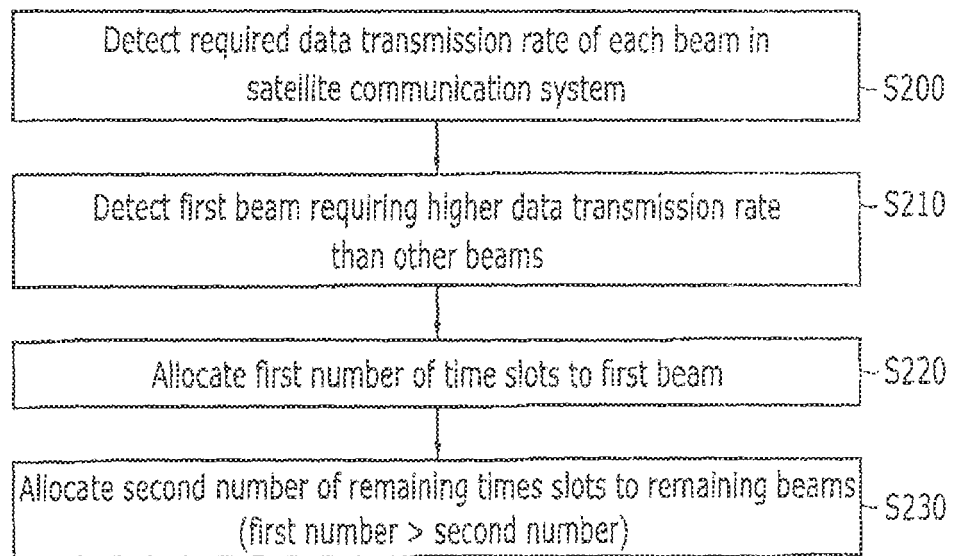 Detect required data transmission rate of each beam in
satellite communication system
S200
Detect first beam requiring higher data transmission rate
than other beams
S210
Allocate first number of time slots to first beam
S220
Allocate second number of remaining times slots to remaining beams
(first number > second number)
S230